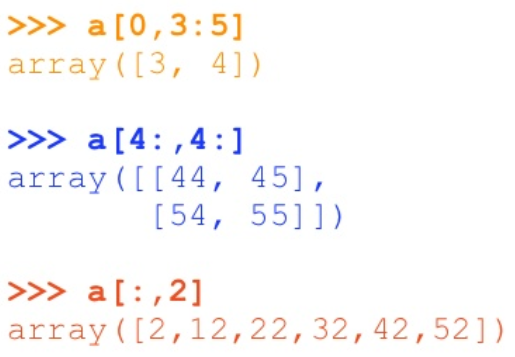 >>> a[0,3:5]
array([3, 4])
>>> a[4:,4:]
array([[44, 45],
       [54, 55]])
>>> a[:,2]
array([2,12,22,32,42,52])